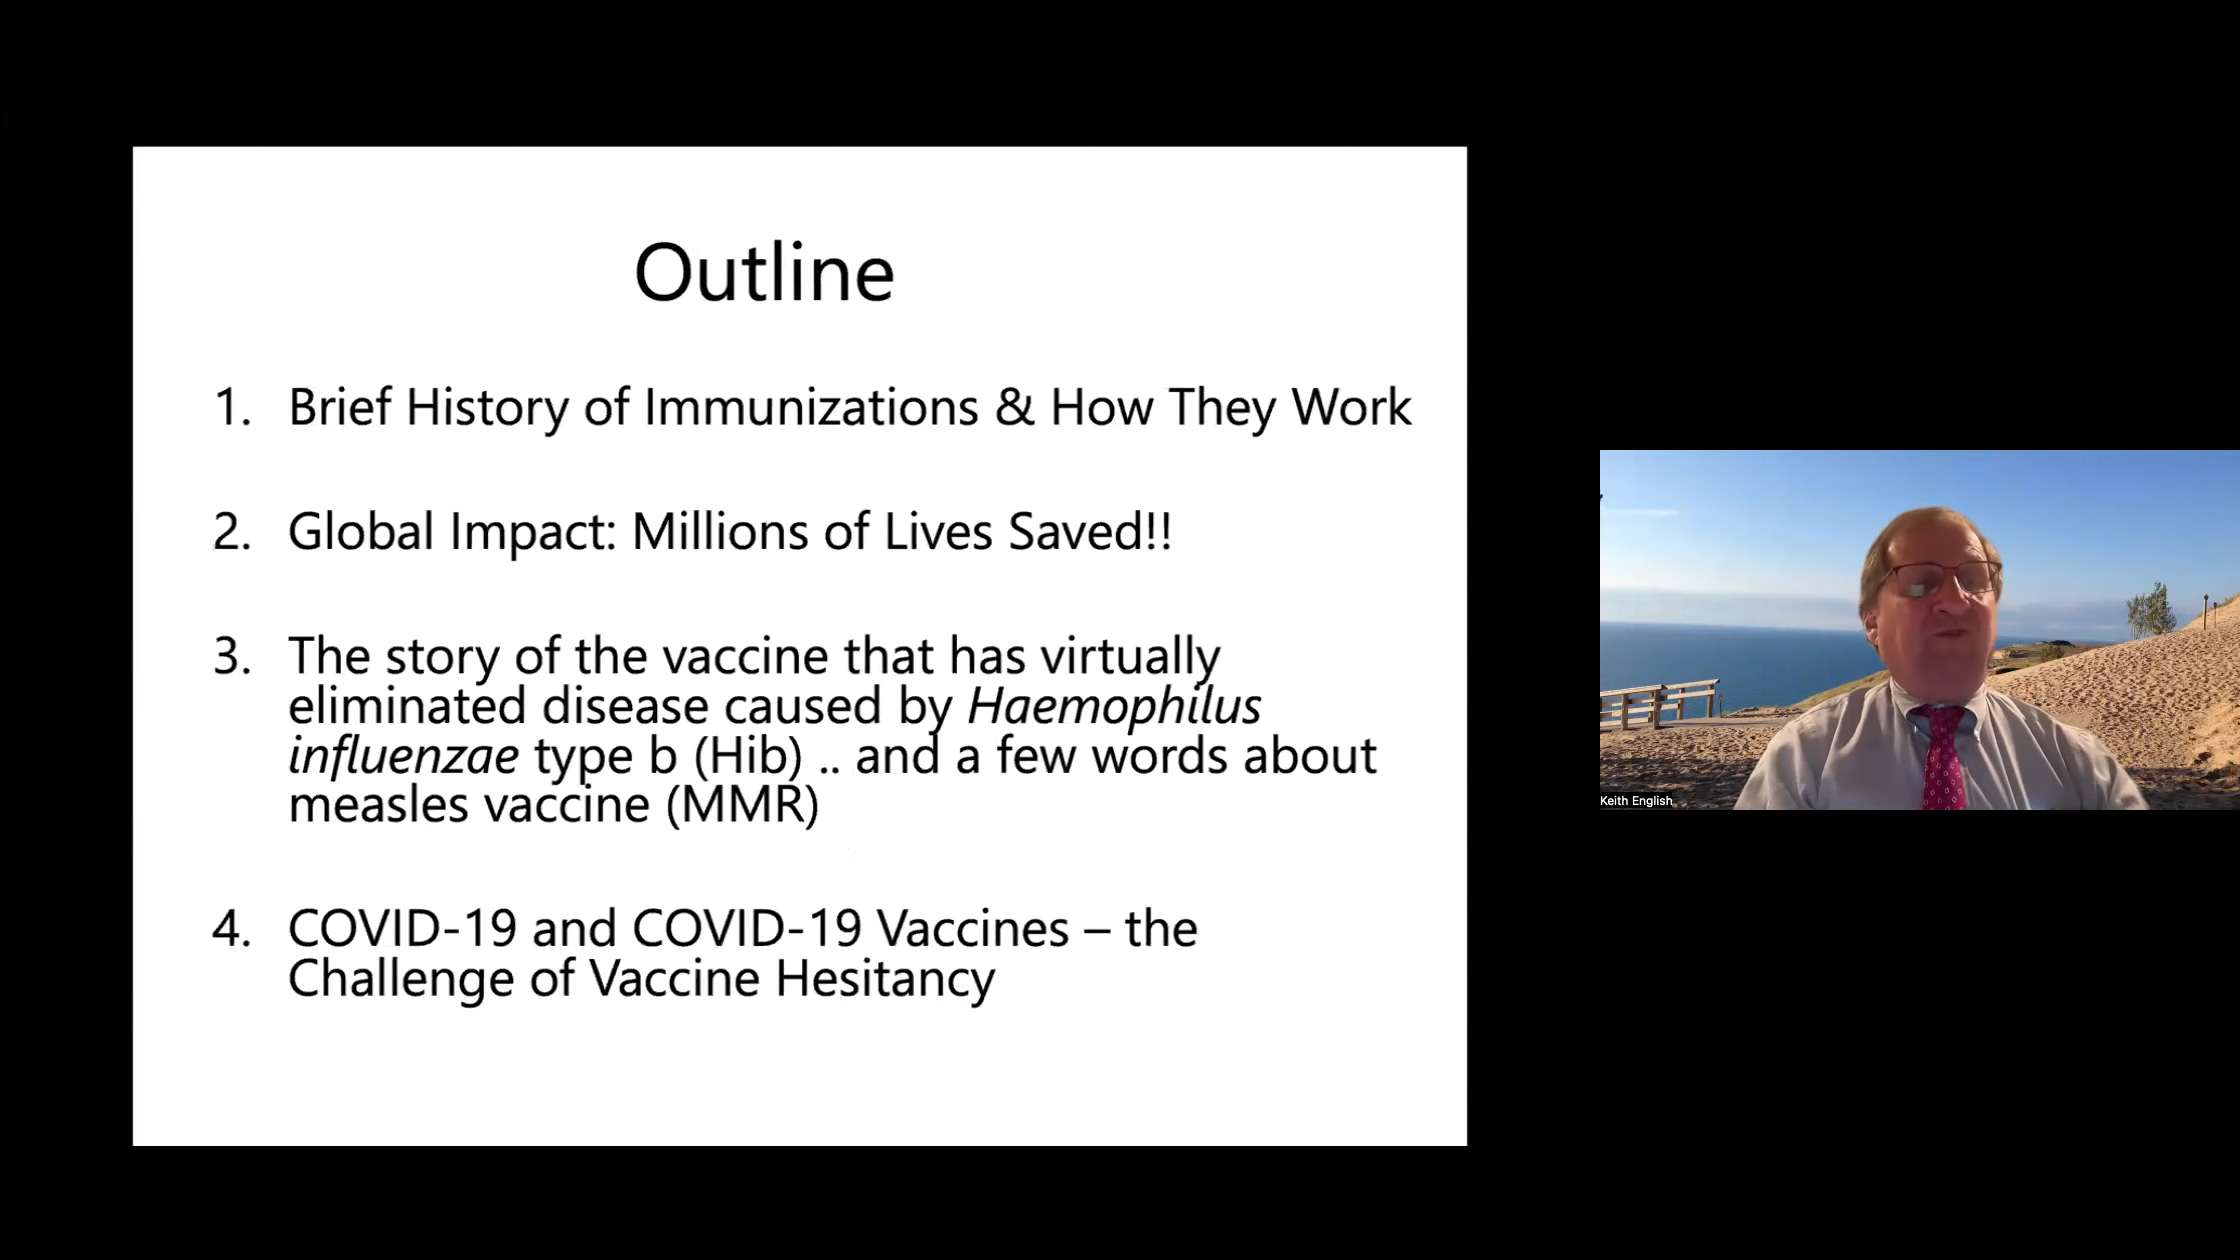 Outline
1. Brief History of Immunizations & How They Work
2. Global Impact: Millions of Lives Saved!!
3. The story of the vaccine that has virtually
eliminated disease caused by Haemophilus
influenzae type b (Hib) .. and a few words about
measles vaccine (MMR)
4. COVID-19 and COVID-19 Vaccines – the
Challenge of Vaccine Hesitancy
Keith English